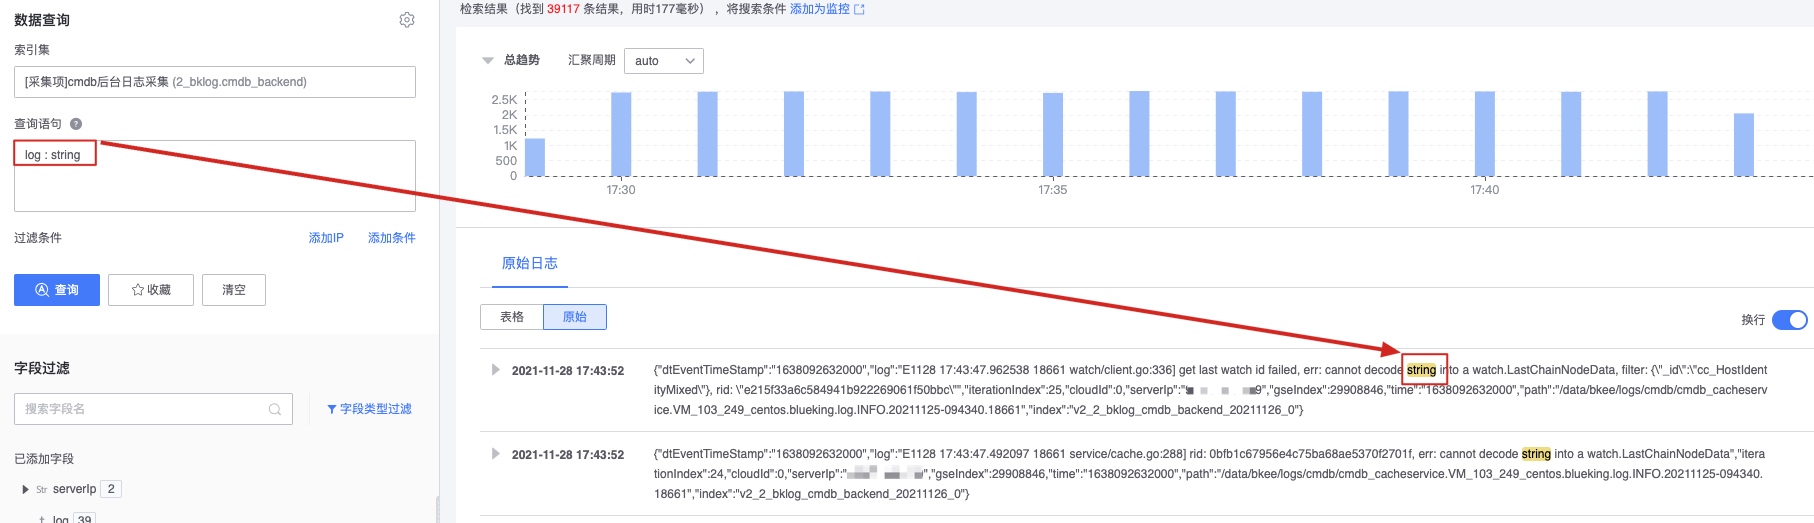 数据查询
索引集
[采集项]cmdb后台日志采集 (2_bklog.cmdb_backend)
查询语句 ?
log : string
过滤条件 添加IP 添加条件
查询 收藏 清空
字段过滤
搜索字段名 字段类型过滤
已添加字段
Str serverIp 2
t log 39
检索结果（找到 39117 条结果，用时177毫秒），将搜索条件 添加为监控
总趋势 汇聚周期 auto
2.5K
2K
1.5K
1K
500
0
17:30 17:35 17:40
原始日志
表格 原始 换行
2021-11-28 17:43:52 {"dtEventTimeStamp":"1638092632000","log":"E1128 17:43:47.962538 18661 watch/client.go:336] get last watch id failed, err: cannot decode string into a watch.LastChainNodeData, filter: {\"_id\":\"cc_HostIdent
ityMixed\"}, rid: \"e215f33a6c584941b922269061f50bbc\"","iterationIndex":25,"cloudId":0,"serverIp":" 9","gseIndex":29908846,"time":"1638092632000","path":"/data/bkee/logs/cmdb/cmdb_cacheserv
ice.VM_103_249_centos.blueking.log.INFO.20211125-094340.18661","index":"v2_2_bklog_cmdb_backend_20211126_0"}
2021-11-28 17:43:52 {"dtEventTimeStamp":"1638092632000","log":"E1128 17:43:47.492097 18661 service/cache.go:288] rid: 0bfb1c67956e4c75ba68ae5370f2701f, err: cannot decode string into a watch.LastChainNodeData","itera
tionIndex":24,"cloudId":0,"serverIp":" ","gseIndex":29908846,"time":"1638092632000","path":"/data/bkee/logs/cmdb/cmdb_cacheservice.VM_103_249_centos.blueking.log.INFO.20211125-094340.
18661","index":"v2_2_bklog_cmdb_backend_20211126_0"}